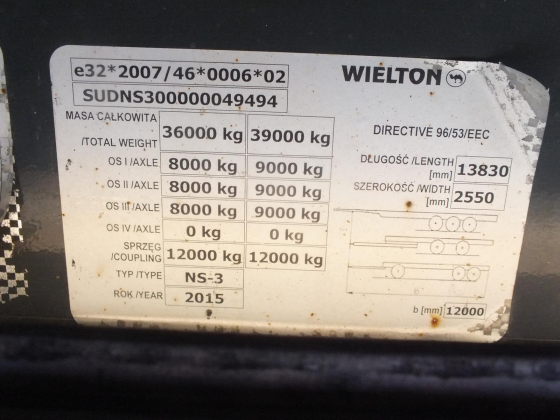 e32*2007/46*0006*02
WIELTON
SUDNS300000049494
MASA CAŁKOWITA
/TOTAL WEIGHT 36000 kg 39000 kg
DIRECTIVE 96/53/EEC
OS I /AXLE 8000 kg 9000 kg
DŁUGOŚĆ /LENGTH [mm] 13830
OS II /AXLE 8000 kg 9000 kg
SZEROKOŚĆ /WIDTH [mm] 2550
OS III /AXLE 8000 kg 9000 kg
OS IV /AXLE 0 kg 0 kg
SPRZĘG /COUPLING 12000 kg 12000 kg
TYP /TYPE NS-3
ROK /YEAR 2015
b [mm] 12000